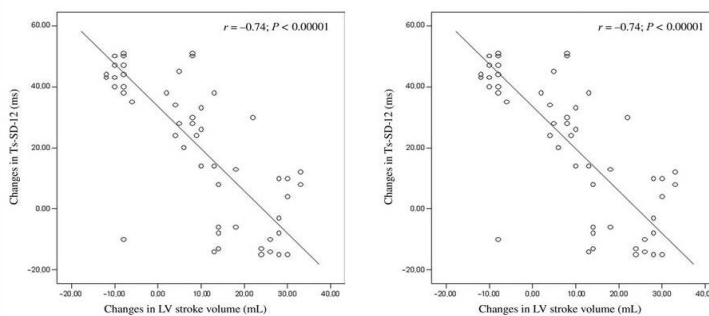 60.00
r = –0.74; P < 0.00001
40.00
20.00
0.00
–20.00
Changes in Ts-SD-12 (ms)
–20.00 –10.00 0.00 10.00 20.00 30.00 40.00
Changes in LV stroke volume (mL)
60.00
r = –0.74; P < 0.00001
40.00
20.00
0.00
–20.00
Changes in Ts-SD-12 (ms)
–20.00 –10.00 0.00 10.00 20.00 30.00 40.0
Changes in LV stroke volume (mL)